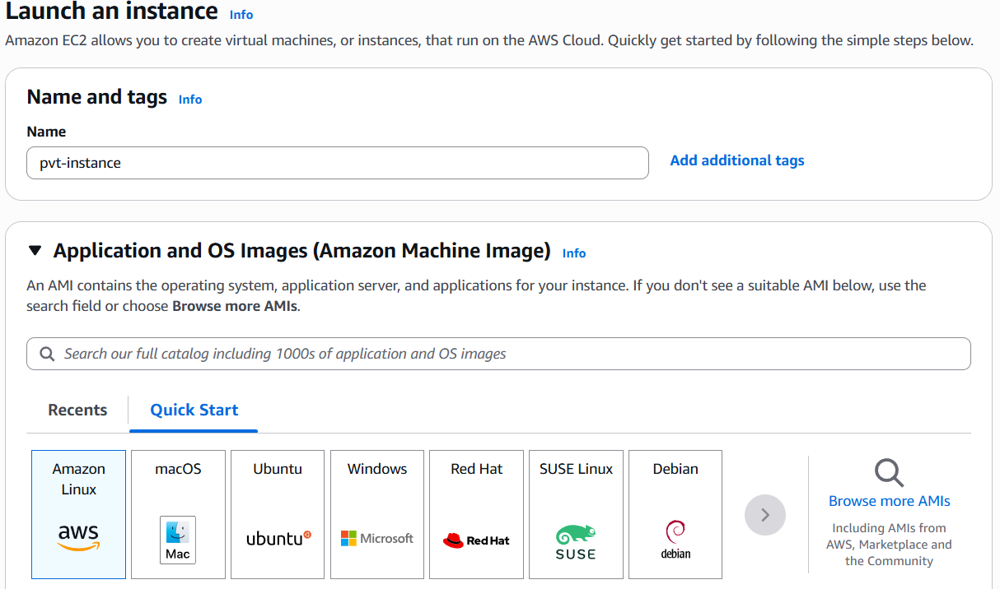 Launch an instance Info
Amazon EC2 allows you to create virtual machines, or instances, that run on the AWS Cloud. Quickly get started by following the simple steps below.
Name and tags Info
Name
pvt-instance
Add additional tags
Application and OS Images (Amazon Machine Image) Info
An AMI contains the operating system, application server, and applications for your instance. If you don't see a suitable AMI below, use the
search field or choose Browse more AMIs.
Search our full catalog including 1000s of application and OS images
Recents
Quick Start
Amazon
Linux
aws
macOS
Mac
Ubuntu
ubuntu
Windows
Microsoft
Red Hat
Red Hat
SUSE Linux
SUSE
Debian
debian
Browse more AMIs
Including AMIs from
AWS, Marketplace and
the Community